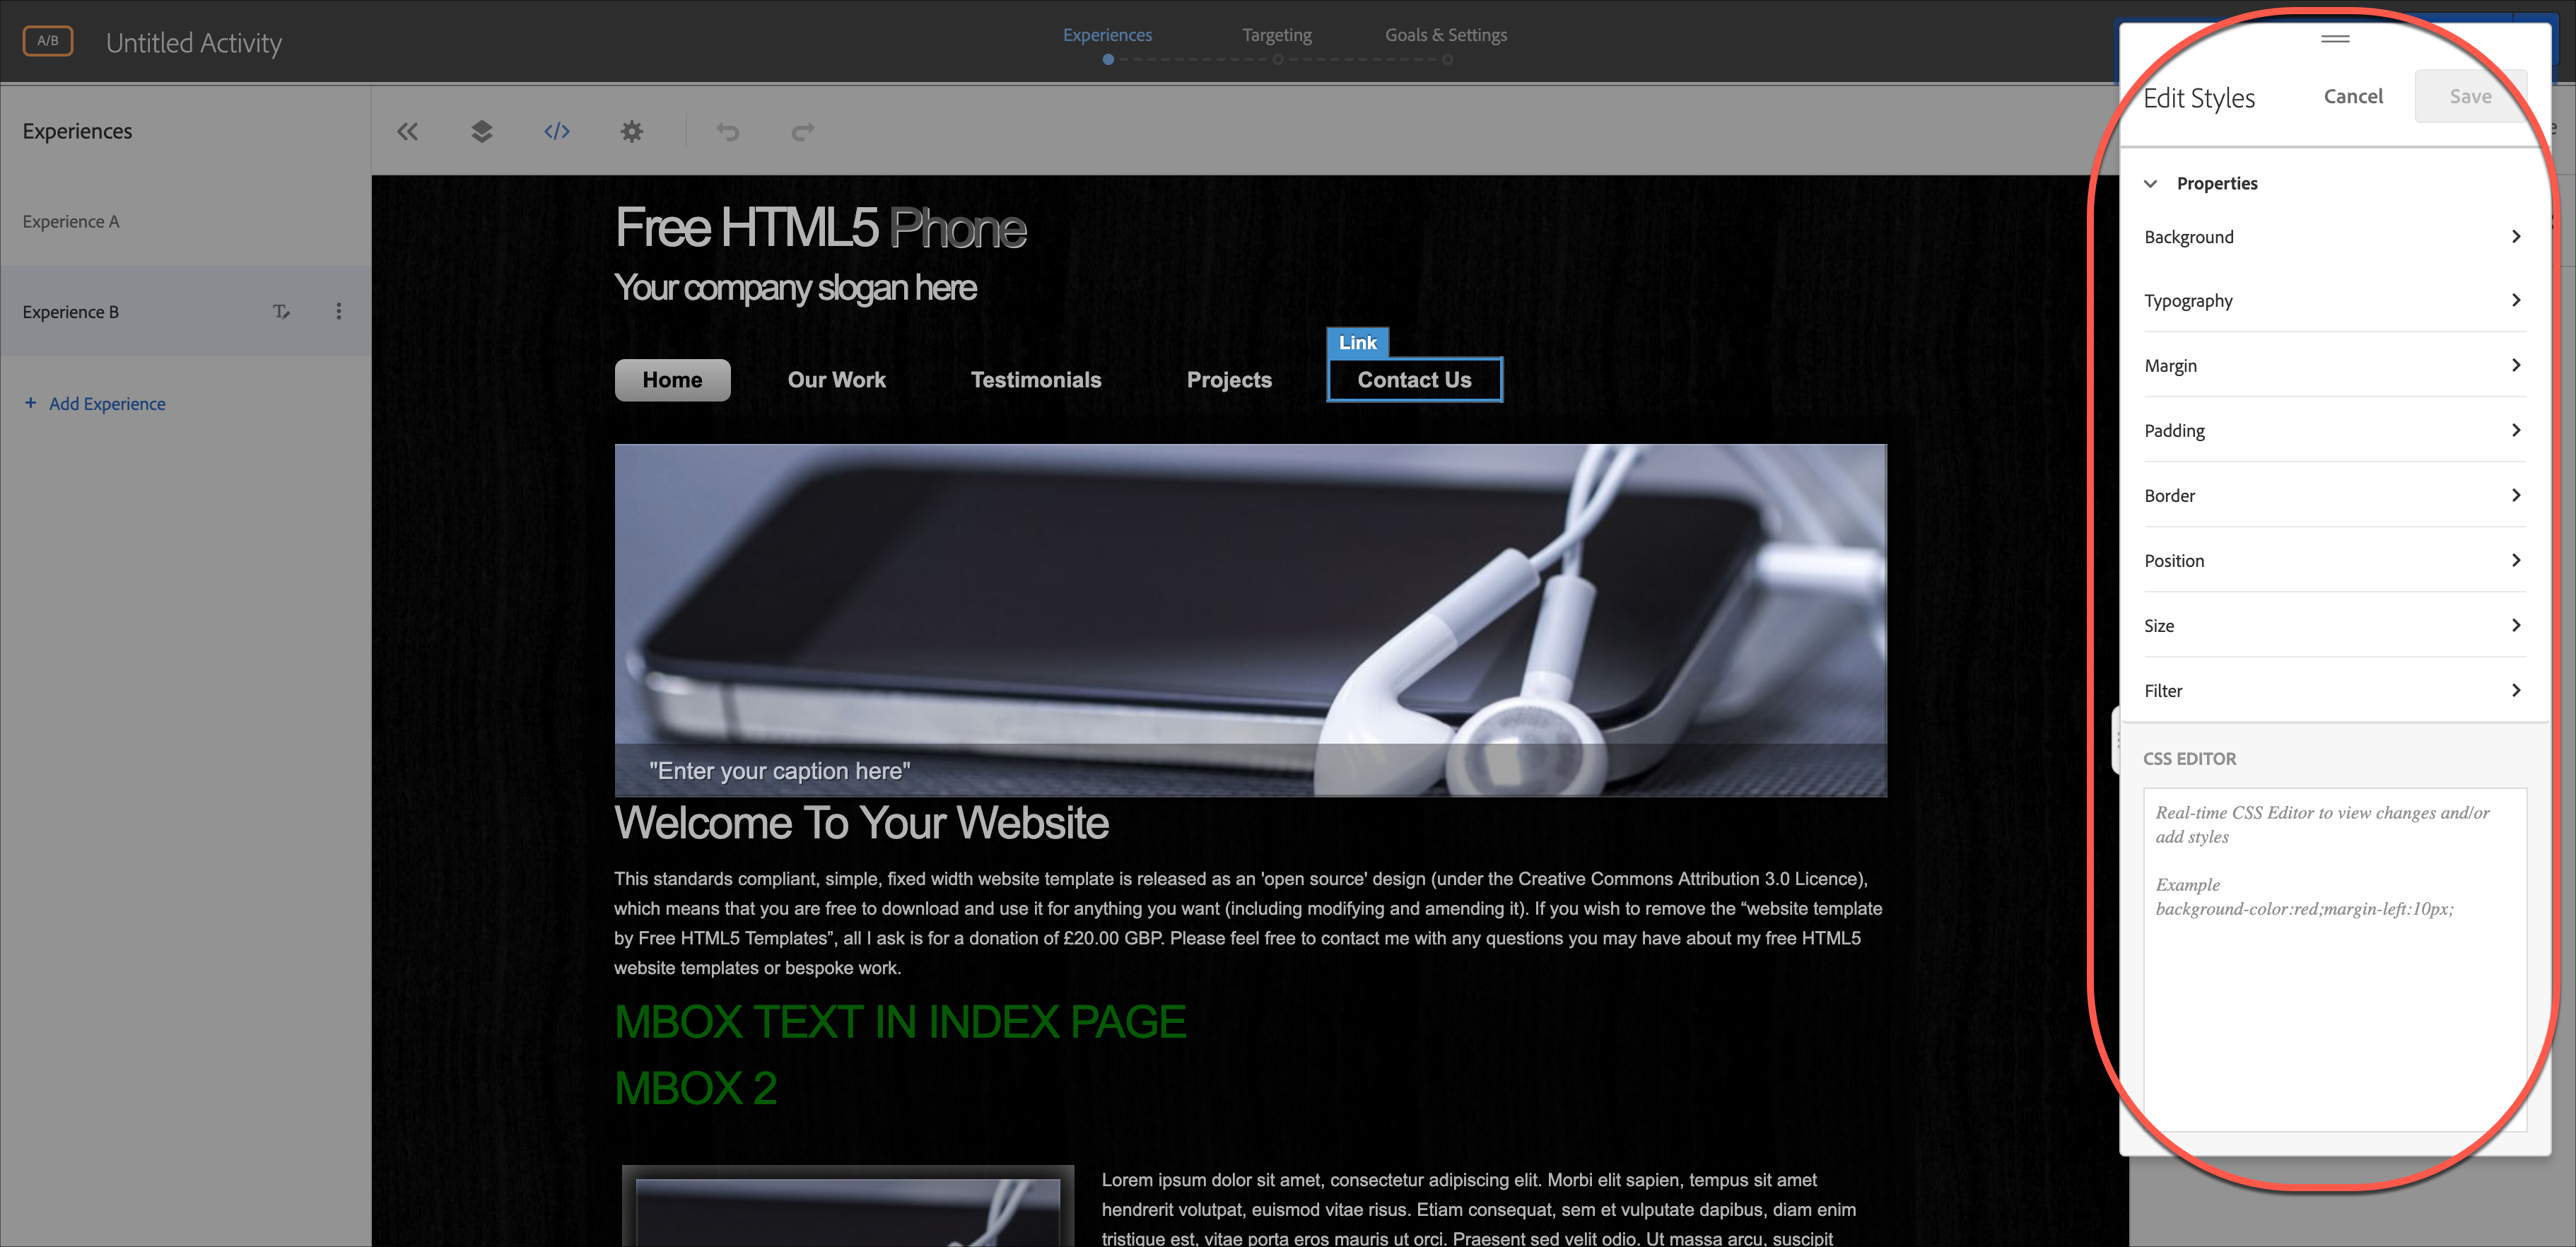 A/B
Untitled Activity
Experiences
Targeting
Goals & Settings
Experiences
Experience A
Experience B
+ Add Experience
Free HTML5 Phone
Your company slogan here
Link
Home
Our Work
Testimonials
Projects
Contact Us
"Enter your caption here"
Welcome To Your Website
This standards compliant, simple, fixed width website template is released as an 'open source' design (under the Creative Commons Attribution 3.0 Licence),
which means that you are free to download and use it for anything you want (including modifying and amending it). If you wish to remove the “website template
by Free HTML5 Templates”, all I ask is for a donation of £20.00 GBP. Please feel free to contact me with any questions you may have about my free HTML5
website templates or bespoke work.
MBOX TEXT IN INDEX PAGE
MBOX 2
Lorem ipsum dolor sit amet, consectetur adipiscing elit. Morbi elit sapien, tempus sit amet
hendrerit volutpat, euismod vitae risus. Etiam consequat, sem et vulputate dapibus, diam enim
tristique est, vitae porta eros mauris ut orci. Praesent sed velit odio. Ut massa arcu, suscipit
Edit Styles
Cancel
Save
Properties
Background
Typography
Margin
Padding
Border
Position
Size
Filter
CSS EDITOR
Real-time CSS Editor to view changes and/or
add styles
Example
background-color:red;margin-left:10px;